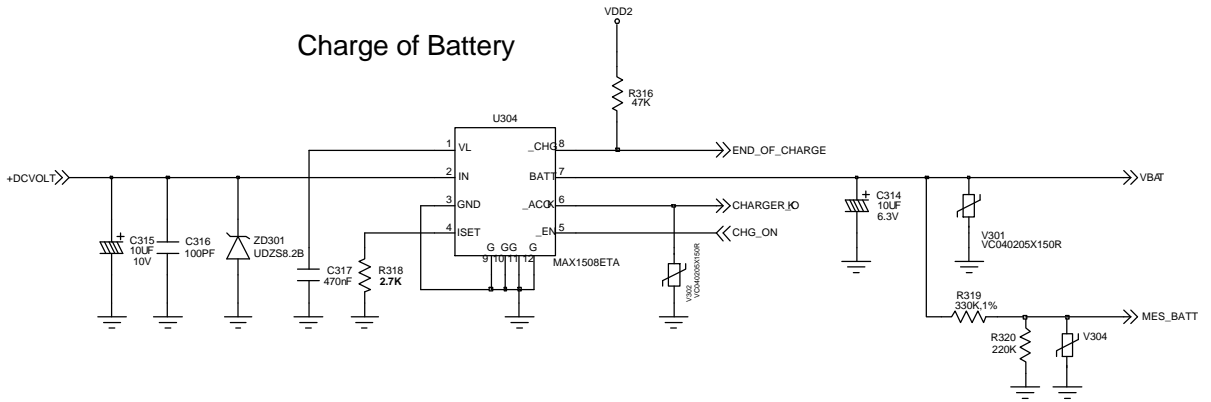 VDD2
Charge of Battery
R316
47K
U304
1 VL
_CHG 8
END_OF_CHARGE
+DCVOLT
2 IN
BATT 7
VBAT
3 GND
_ACOK 6
CHARGER_IO
4 ISET
_EN 5
CHG_ON
G GG G
9 10 11 12
MAX1508ETA
C315
10UF
10V
C316
100PF
ZD301
UDZS8.2B
C317
470nF
R318
2.7K
V302
VC040205X150R
C314
10UF
6.3V
V301
VC040205X150R
R319
330K,1%
MES_BATT
R320
220K
V304